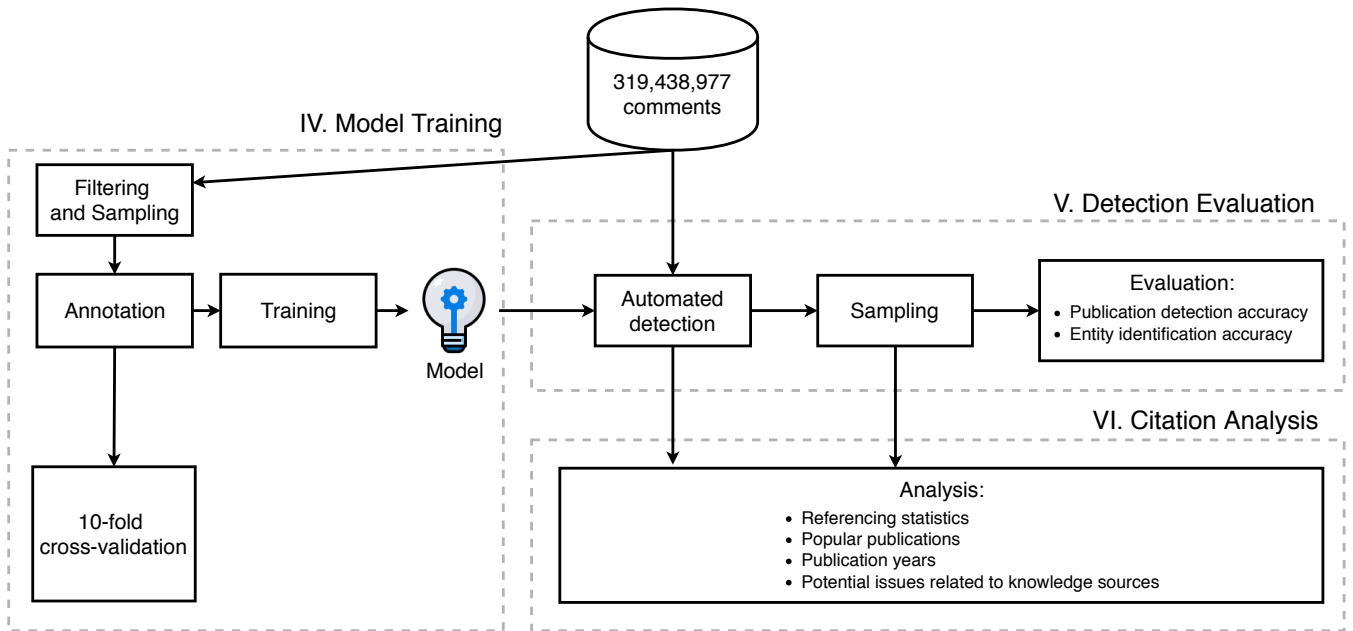 319,438,977
comments
IV. Model Training
Filtering
and Sampling
Annotation
Training
Model
10-fold
cross-validation
V. Detection Evaluation
Automated
detection
Sampling
Evaluation:
• Publication detection accuracy
• Entity identification accuracy
VI. Citation Analysis
Analysis:
• Referencing statistics
• Popular publications
• Publication years
• Potential issues related to knowledge sources